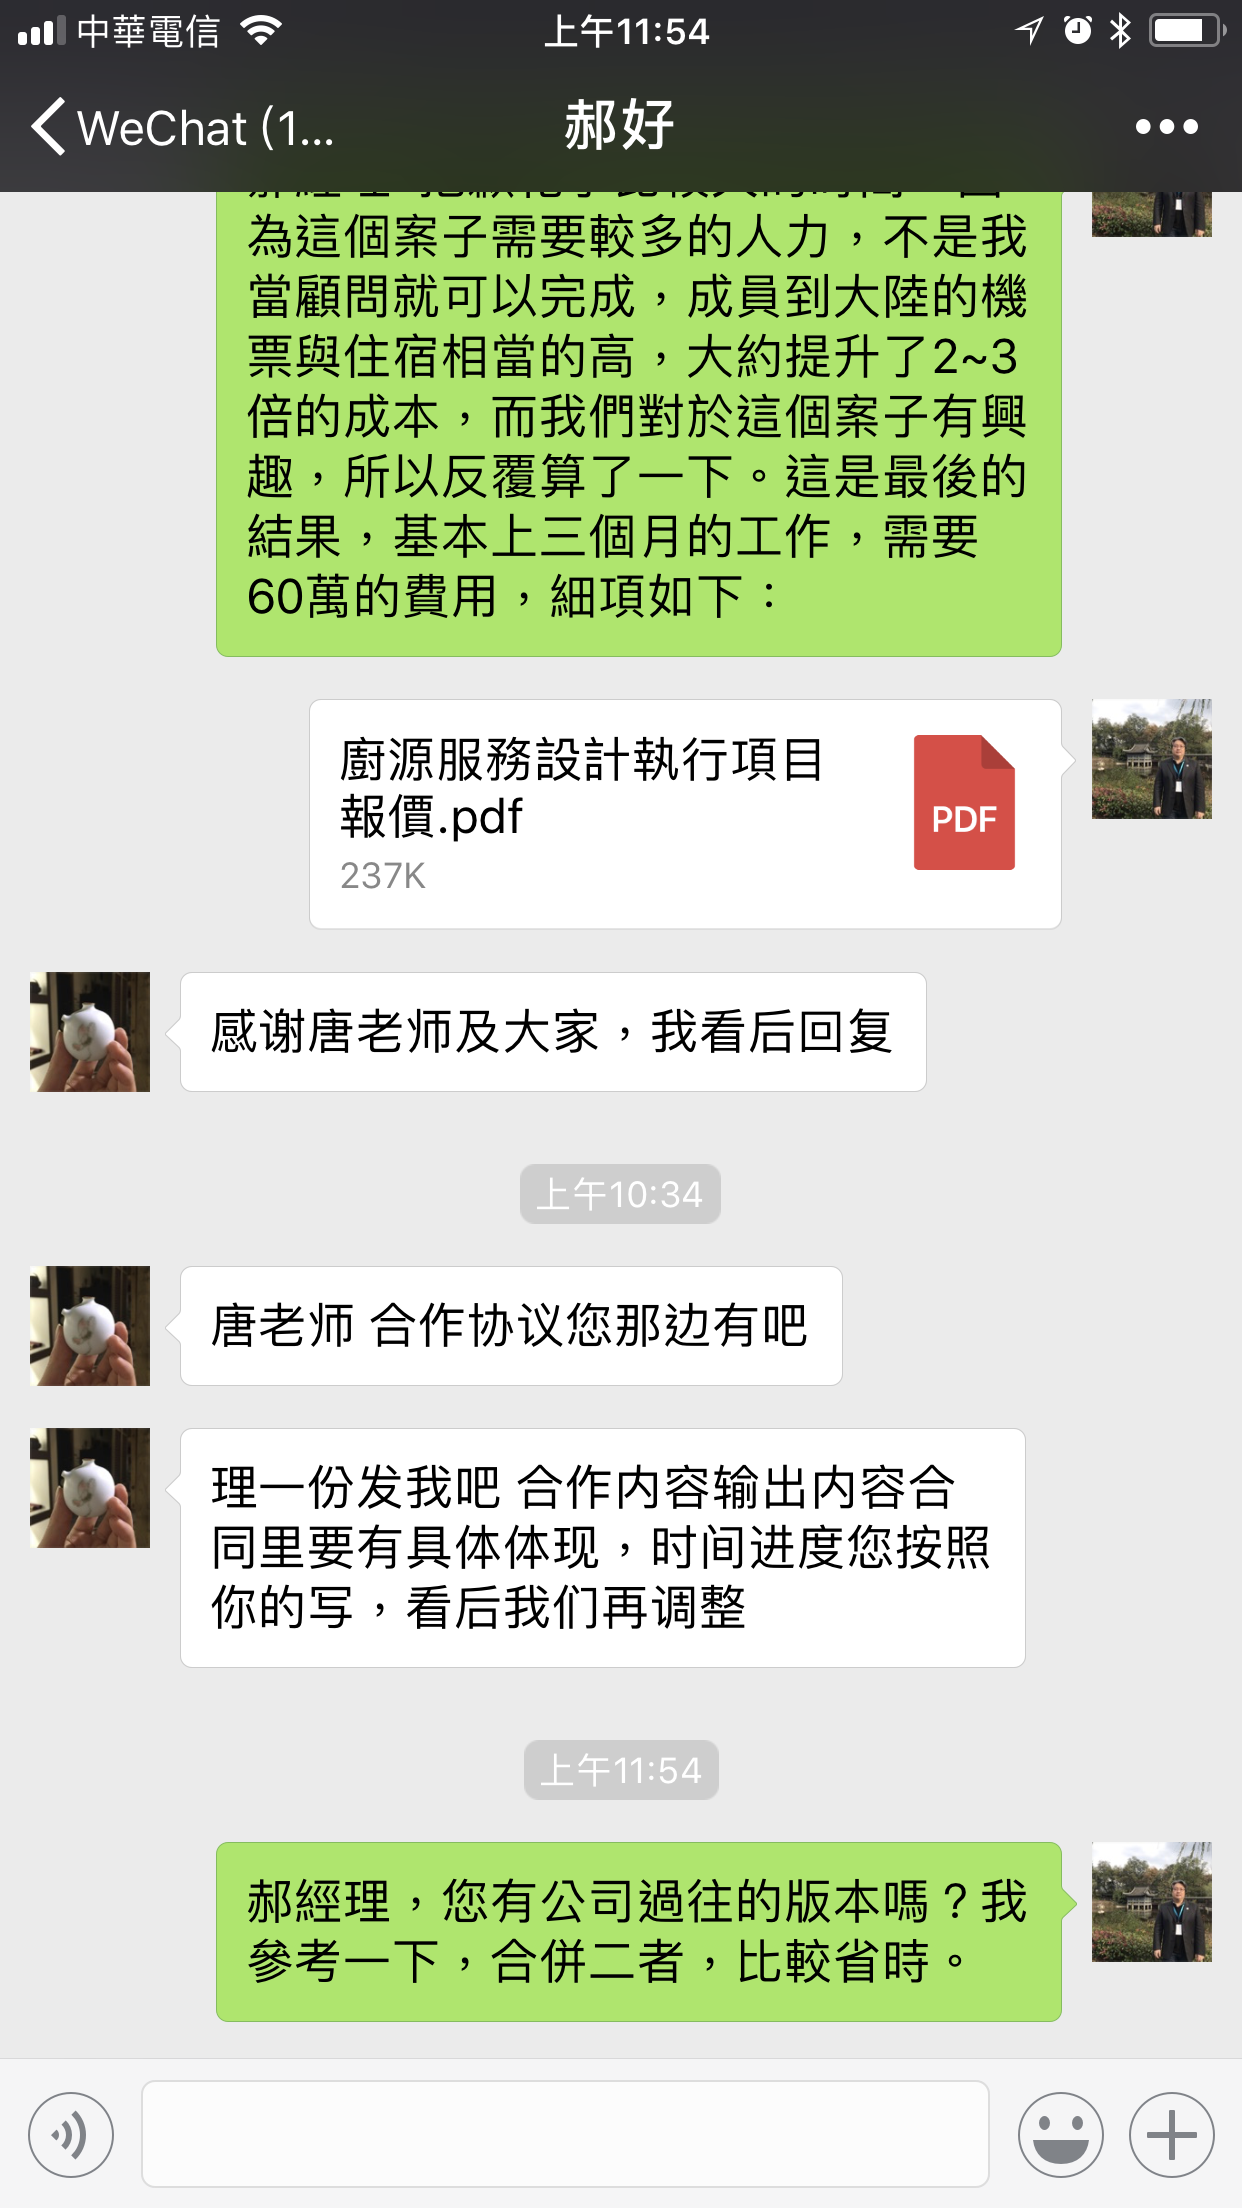 中華電信
上午11:54
WeChat (1...
郝好
為這個案子需要較多的人力，不是我
當顧問就可以完成，成員到大陸的機
票與住宿相當的高，大約提升了2~3
倍的成本，而我們對於這個案子有興
趣，所以反覆算了一下。這是最後的
結果，基本上三個月的工作，需要
60萬的費用，細項如下：
廚源服務設計執行項目
報價.pdf
237K
PDF
感谢唐老师及大家，我看后回复
上午10:34
唐老师 合作协议您那边有吧
理一份发我吧 合作内容输出内容合
同里要有具体体现，时间进度您按照
你的写，看后我们再调整
上午11:54
郝經理，您有公司過往的版本嗎？我
參考一下，合併二者，比較省時。